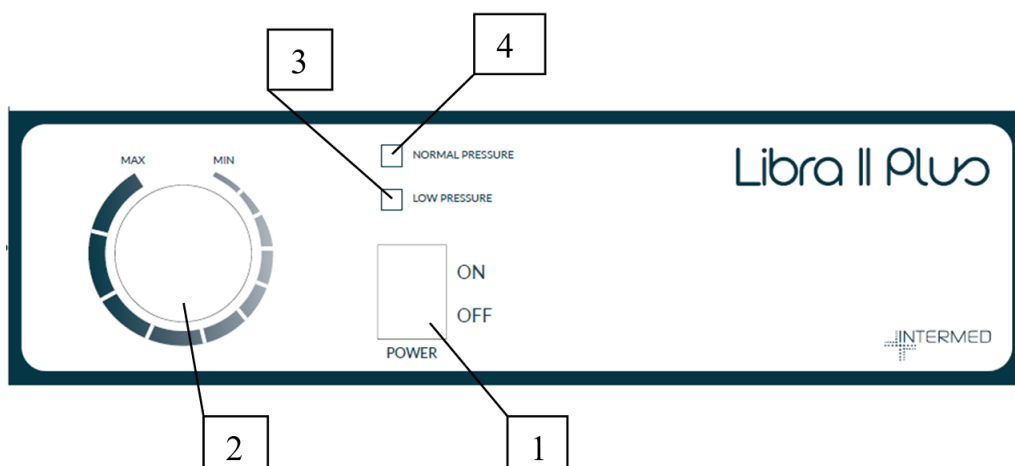 3
4
MAX
MIN
NORMAL PRESSURE
LOW PRESSURE
Libra II Plus
ON
OFF
POWER
INTERMED
2
1